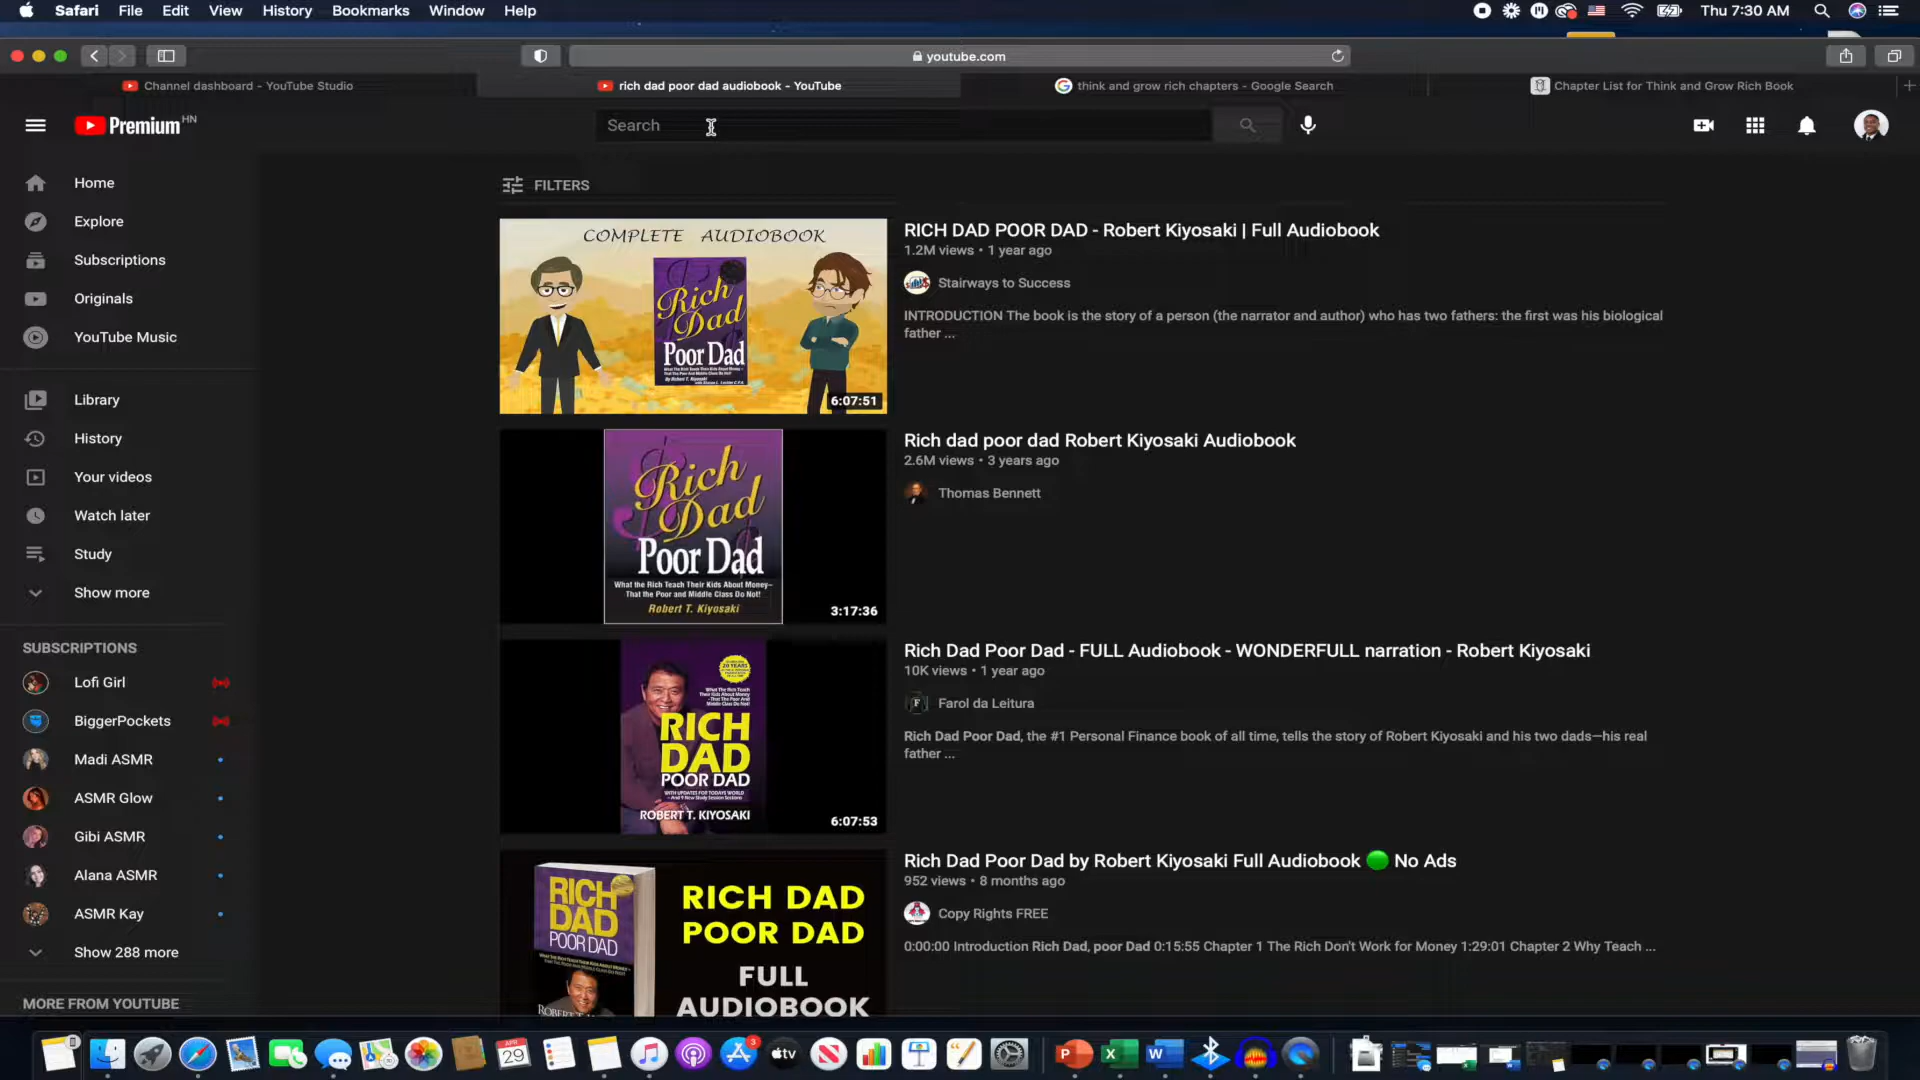 Safari File Edit View History Bookmarks Window Help Thu 7:30 AM
youtube.com
Channel dashboard - YouTube Studio
rich dad poor dad audiobook - YouTube
think and grow rich chapters - Google Search
Chapter List for Think and Grow Rich Book
Premium HN
Search
Home
Explore
Subscriptions
Originals
YouTube Music
Library
History
Your videos
Watch later
Study
Show more
SUBSCRIPTIONS
Lofi Girl
BiggerPockets
Madi ASMR
ASMR Glow
Gibi ASMR
Alana ASMR
ASMR Kay
Show 288 more
MORE FROM YOUTUBE
FILTERS
COMPLETE AUDIOBOOK
Rich
Dad
Poor Dad
6:07:51
RICH DAD POOR DAD - Robert Kiyosaki | Full Audiobook
1.2M views • 1 year ago
Stairways to Success
INTRODUCTION The book is the story of a person (the narrator and author) who has two fathers: the first was his biological
father ...
Rich
Dad
Poor Dad
What the Rich Teach Their Kids About Money—
That the Poor and Middle Class Do Not!
Robert T. Kiyosaki
3:17:36
Rich dad poor dad Robert Kiyosaki Audiobook
2.6M views • 3 years ago
Thomas Bennett
RICH
DAD
POOR DAD
ROBERT T. KIYOSAKI
6:07:53
Rich Dad Poor Dad - FULL Audiobook - WONDERFULL narration - Robert Kiyosaki
10K views • 1 year ago
Farol da Leitura
Rich Dad Poor Dad, the #1 Personal Finance book of all time, tells the story of Robert Kiyosaki and his two dads—his real
father ...
RICH
DAD
POOR DAD
RICH DAD
POOR DAD
FULL
AUDIOBOOK
Rich Dad Poor Dad by Robert Kiyosaki Full Audiobook 🟢 No Ads
952 views • 8 months ago
Copy Rights FREE
0:00:00 Introduction Rich Dad, poor Dad 0:15:55 Chapter 1 The Rich Don't Work for Money 1:29:01 Chapter 2 Why Teach ...
APR
29
3
tv
P
X
W